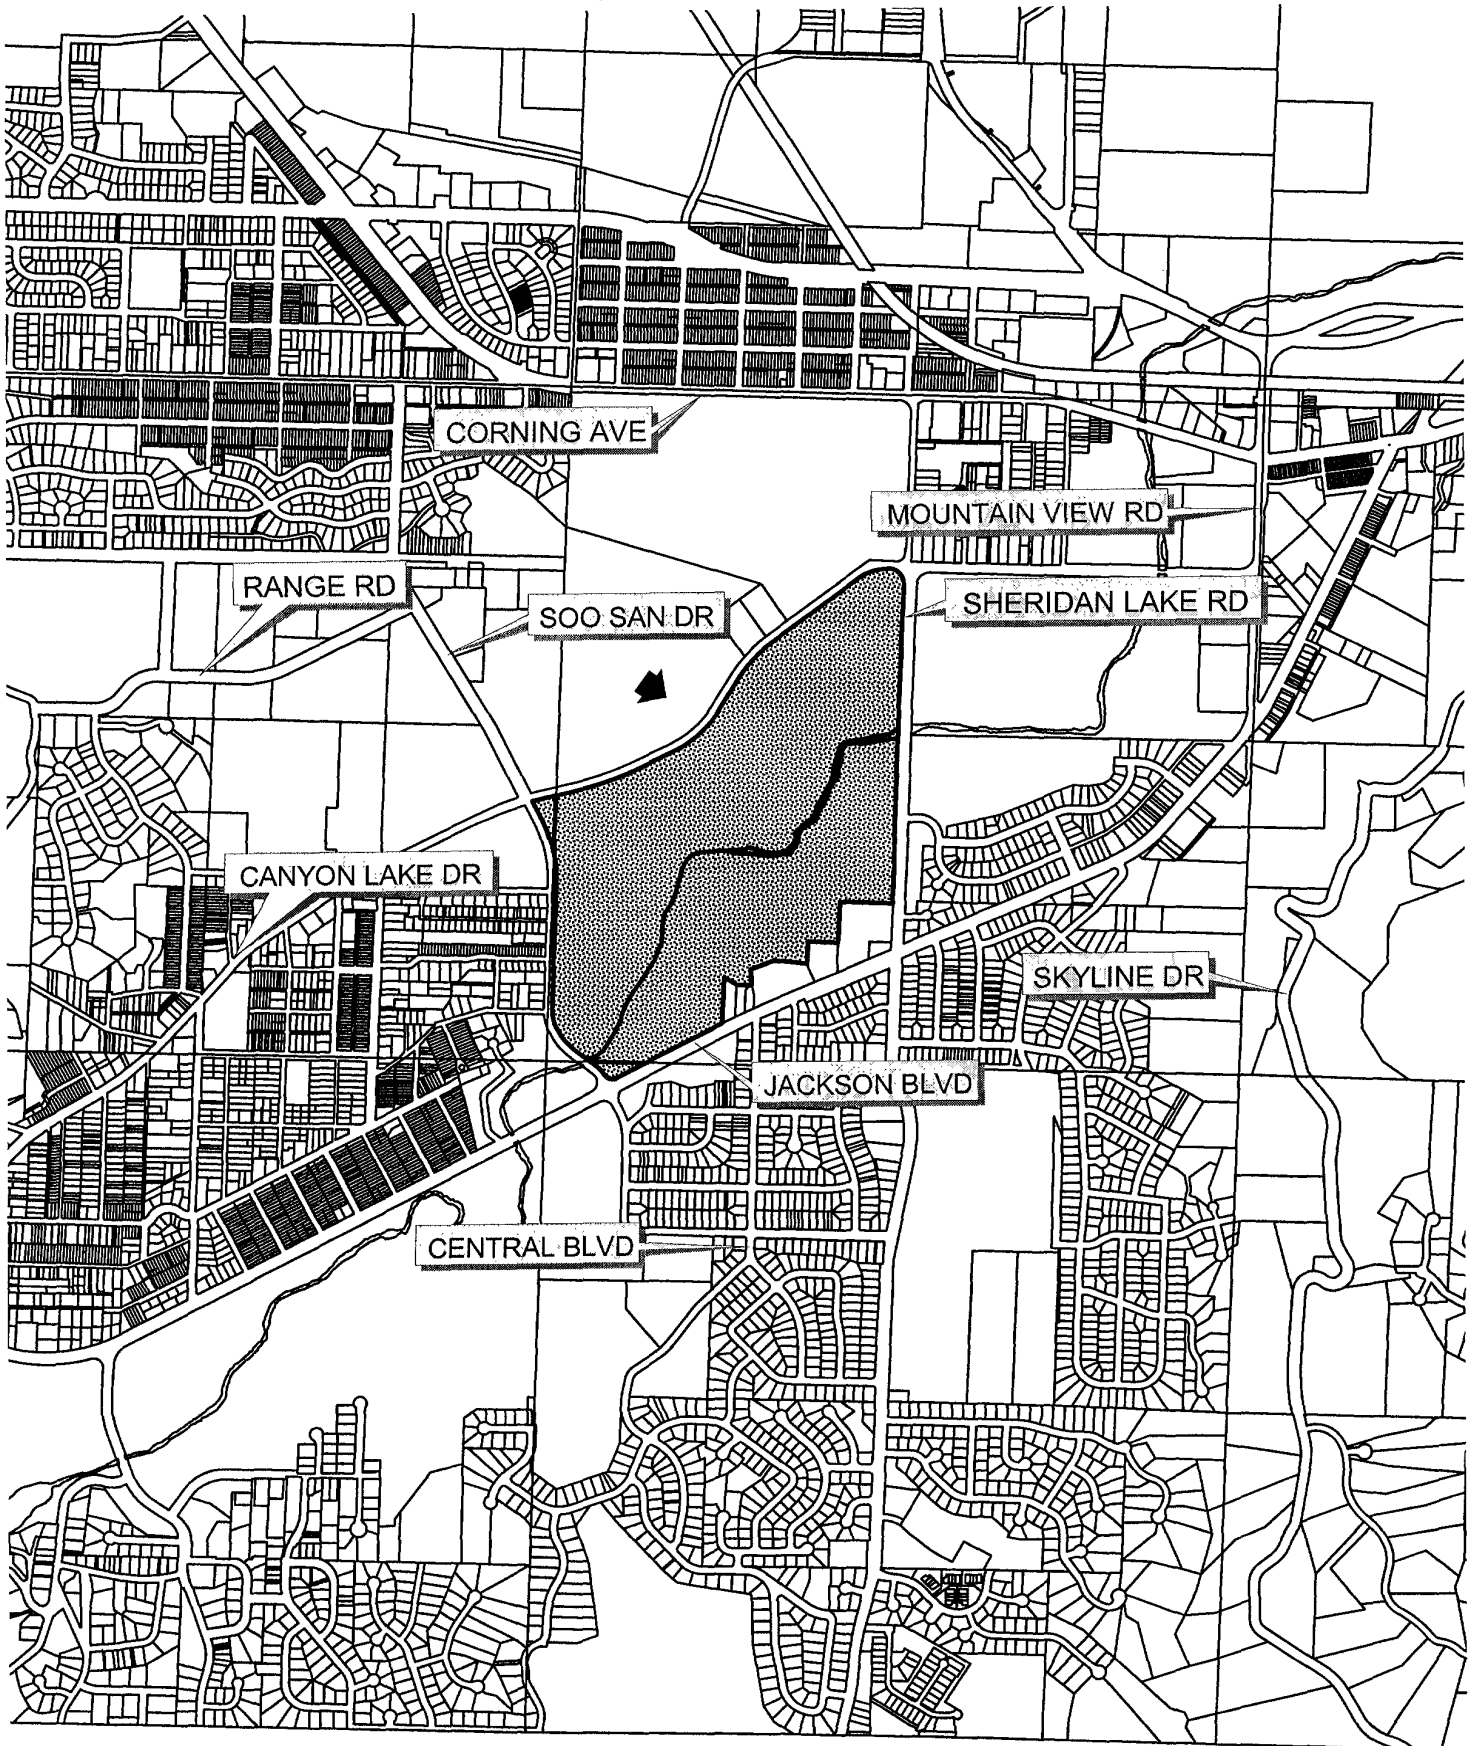 CORNING AVE
MOUNTAIN VIEW RD
RANGE RD
SOO SAN DR
SHERIDAN LAKE RD
CANYON LAKE DR
SKYLINE DR
JACKSON BLVD
CENTRAL BLVD